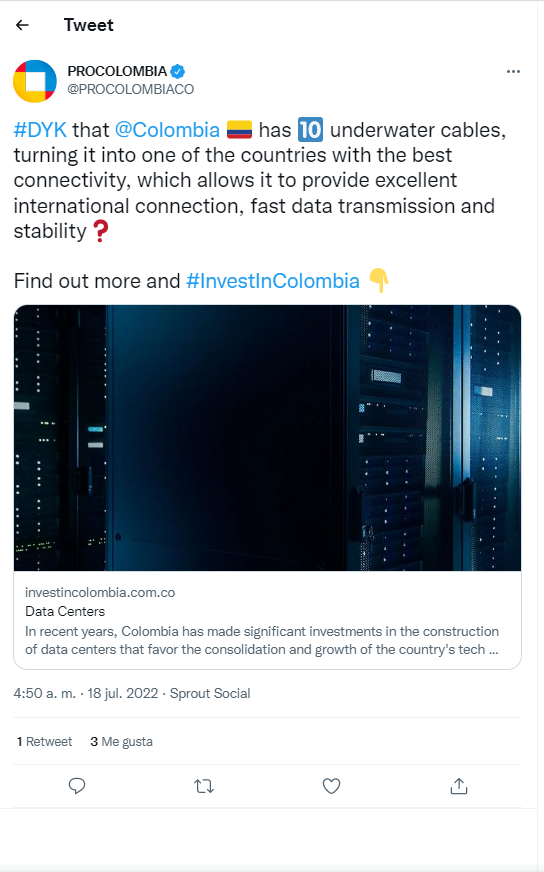 Tweet
PROCOLOMBIA
@PROCOLOMBIACO
#DYK that @Colombia 🇨🇴 has 🔟 underwater cables,
turning it into one of the countries with the best
connectivity, which allows it to provide excellent
international connection, fast data transmission and
stability❓
Find out more and #InvestInColombia 👇
investincolombia.com.co
Data Centers
In recent years, Colombia has made significant investments in the construction
of data centers that favor the consolidation and growth of the country's tech ...
4:50 a. m. · 18 jul. 2022 · Sprout Social
1 Retweet 3 Me gusta